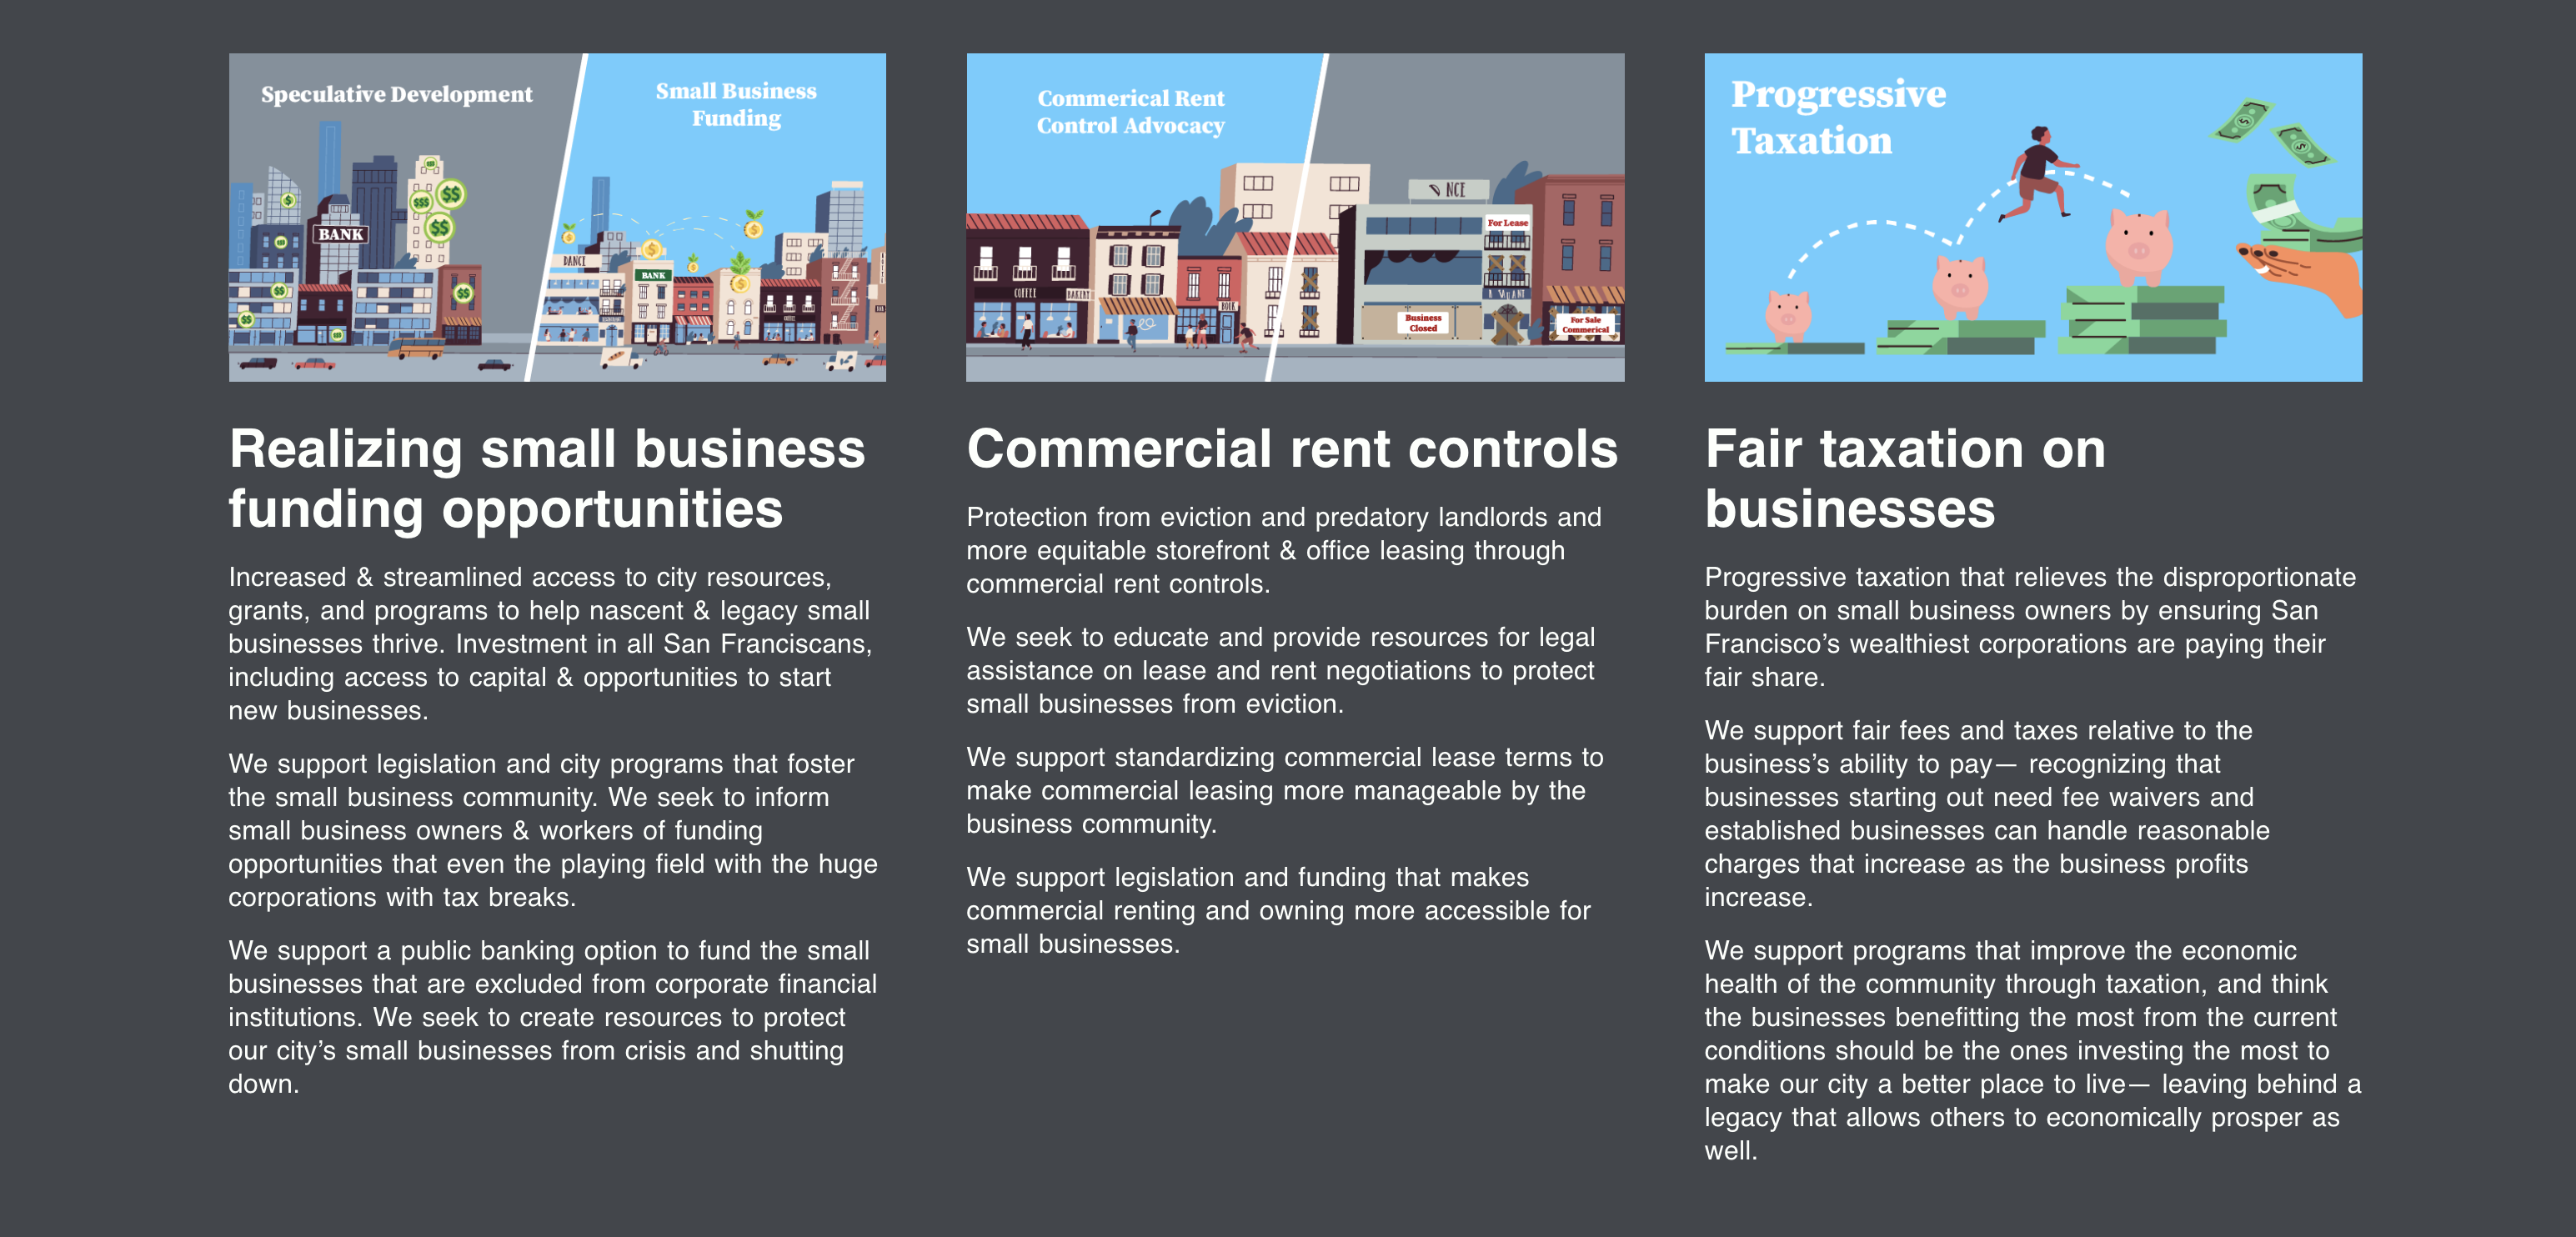 Speculative Development
Small Business
Funding
BANK
DANCE
BANK
$
$$
$$$
$$
$$
$$
$$
Realizing small business
funding opportunities
Increased & streamlined access to city resources,
grants, and programs to help nascent & legacy small
businesses thrive. Investment in all San Franciscans,
including access to capital & opportunities to start
new businesses.
We support legislation and city programs that foster
the small business community. We seek to inform
small business owners & workers of funding
opportunities that even the playing field with the huge
corporations with tax breaks.
We support a public banking option to fund the small
businesses that are excluded from corporate financial
institutions. We seek to create resources to protect
our city’s small businesses from crisis and shutting
down.
Commerical Rent
Control Advocacy
NCE
For Lease
COFFEE
BAKERY
BOOK
Business
Closed
For Sale
Commerical
Commercial rent controls
Protection from eviction and predatory landlords and
more equitable storefront & office leasing through
commercial rent controls.
We seek to educate and provide resources for legal
assistance on lease and rent negotiations to protect
small businesses from eviction.
We support standardizing commercial lease terms to
make commercial leasing more manageable by the
business community.
We support legislation and funding that makes
commercial renting and owning more accessible for
small businesses.
Progressive
Taxation
Fair taxation on
businesses
Progressive taxation that relieves the disproportionate
burden on small business owners by ensuring San
Francisco’s wealthiest corporations are paying their
fair share.
We support fair fees and taxes relative to the
business’s ability to pay— recognizing that
businesses starting out need fee waivers and
established businesses can handle reasonable
charges that increase as the business profits
increase.
We support programs that improve the economic
health of the community through taxation, and think
the businesses benefitting the most from the current
conditions should be the ones investing the most to
make our city a better place to live— leaving behind a
legacy that allows others to economically prosper as
well.